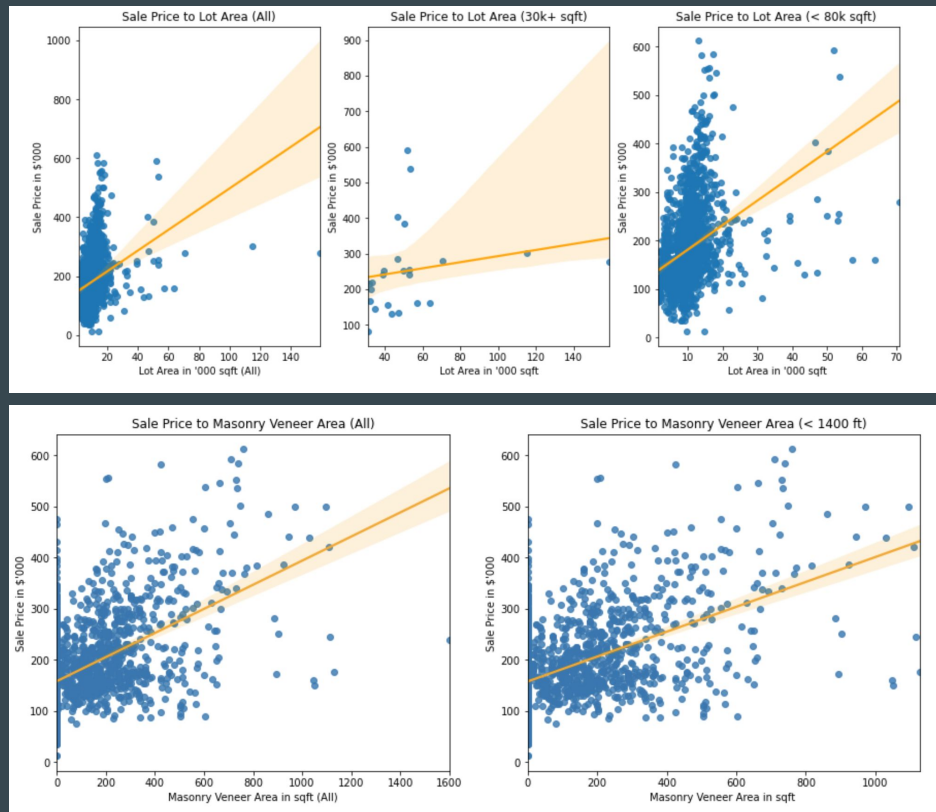 Sale Price to Lot Area (All)
Sale Price in $'000
1000
800
600
400
200
0
20 40 60 80 100 120 140
Lot Area in '000 sqft (All)
Sale Price to Lot Area (30k+ sqft)
Sale Price in $'000
900
800
700
600
500
400
300
200
100
40 60 80 100 120 140
Lot Area in '000 sqft
Sale Price to Lot Area (< 80k sqft)
Sale Price in $'000
600
500
400
300
200
100
0
10 20 30 40 50 60 70
Lot Area in '000 sqft
Sale Price to Masonry Veneer Area (All)
Sale Price in $'000
600
500
400
300
200
100
0
0 200 400 600 800 1000 1200 1400 1600
Masonry Veneer Area in sqft (All)
Sale Price to Masonry Veneer Area (< 1400 ft)
Sale Price in $'000
600
500
400
300
200
100
0
0 200 400 600 800 1000
Masonry Veneer Area in sqft